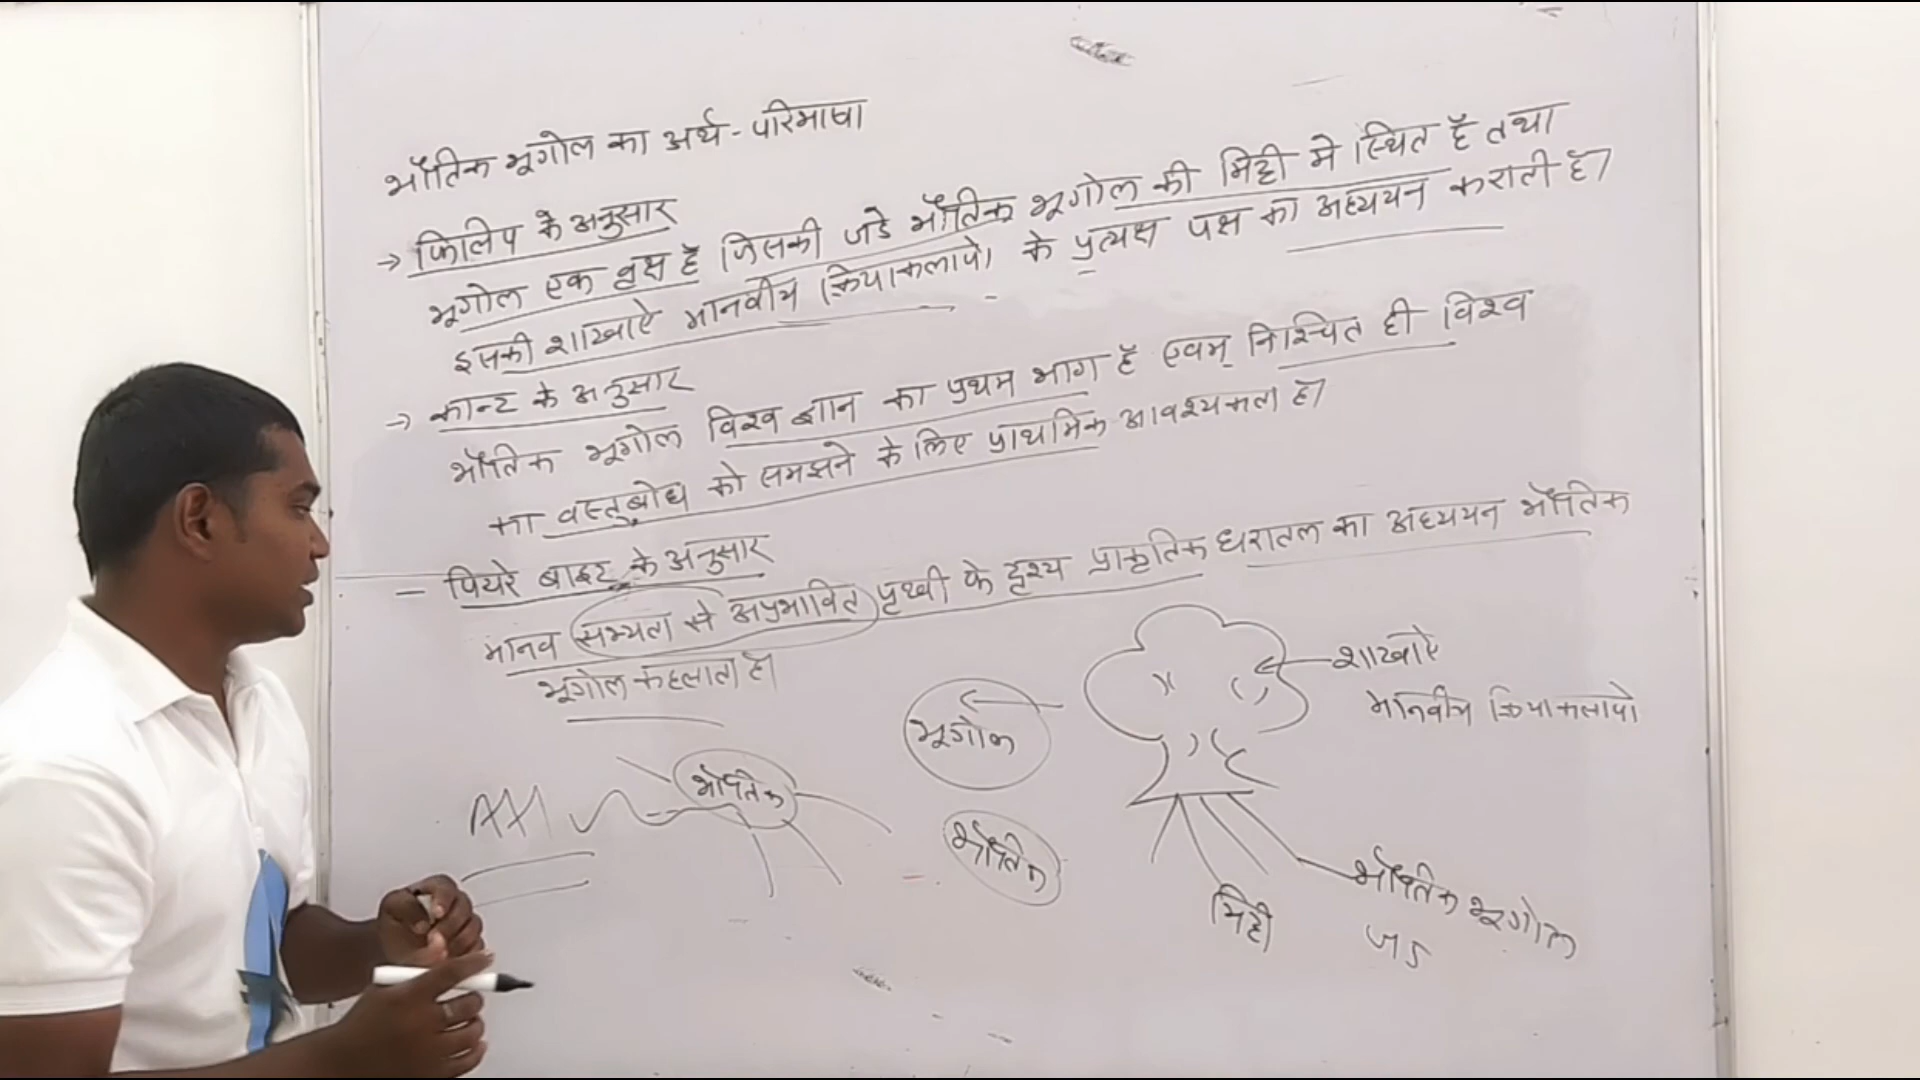 भौतिक भूगोल का अर्थ - परिभाषा
→ फिलिप के अनुसार
भूगोल एक वृक्ष है जिसकी जडे भौतिक भूगोल की मिट्टी मे स्थित है तथा
इसकी शाखाऐ मानवीय क्रियाकलापो के प्रत्यक्ष पक्ष का अध्ययन कराती है।
→ कान्ट के अनुसार
भौतिक भूगोल विश्व ज्ञान का प्रथम भाग है एवम् निश्चित ही विश्व
का वस्तुबोध को समझने के लिए प्राथमिक आवश्यकता है।
- पियरे बाइट के अनुसार
मानव सभ्यता से अप्रभावित पृथ्वी के दृश्य प्राकृतिक धरातल का अध्ययन भौतिक
भूगोल कहलाता है।
शाखाऐ
मानवीय क्रियाकलापो
भूगोल
भौतिक
भौतिक
मिट्टी
भौतिक भूगोल
जड